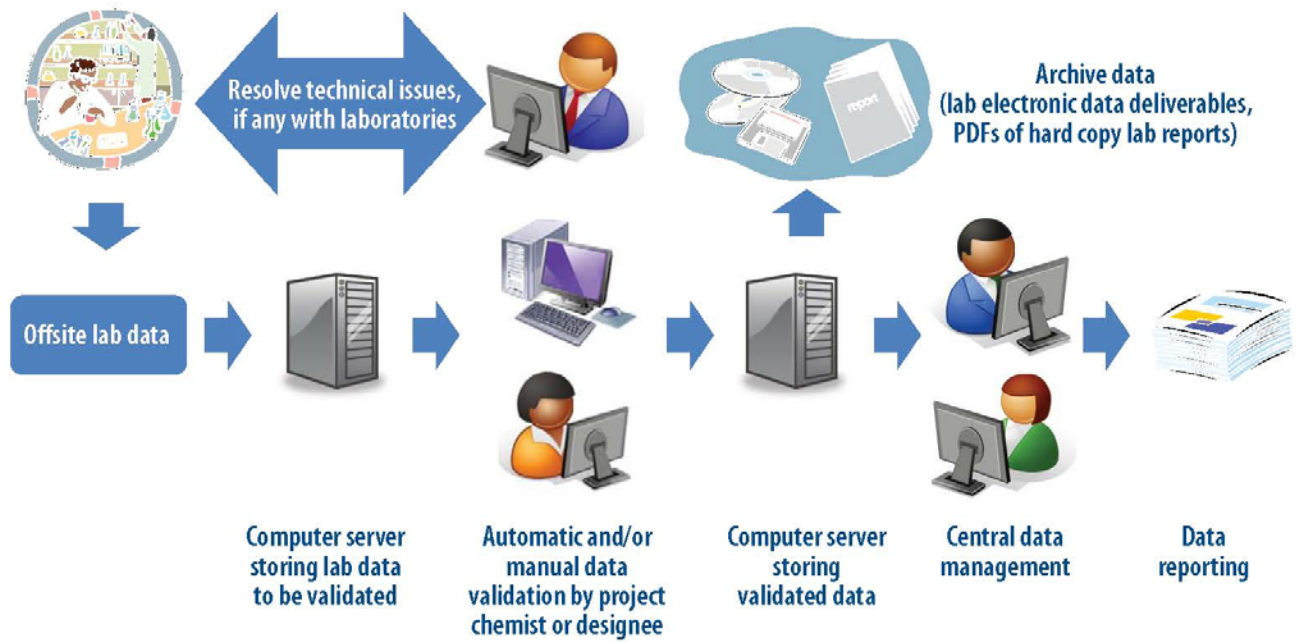 Resolve technical issues,
if any with laboratories
report
Archive data
(lab electronic data deliverables,
PDFs of hard copy lab reports)
Offsite lab data
Computer server
storing lab data
to be validated
Automatic and/or
manual data
validation by project
chemist or designee
Computer server
storing
validated data
Central data
management
Data
reporting